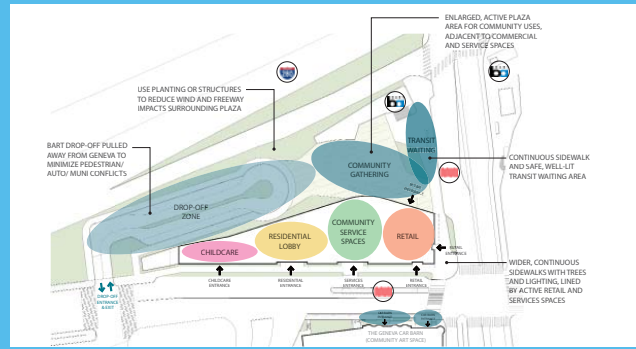 ENLARGED, ACTIVE PLAZA
AREA FOR COMMUNITY USES,
ADJACENT TO COMMERCIAL
AND SERVICE SPACES
USE PLANTING OR STRUCTURES
TO REDUCE WIND AND FREEWAY
IMPACTS SURROUNDING PLAZA
BART DROP-OFF PULLED
AWAY FROM GENEVA TO
MINIMIZE PEDESTRIAN/
AUTO/ MUNI CONFLICTS
TRANSIT
WAITING
COMMUNITY
GATHERING
CONTINUOUS SIDEWALK
AND SAFE, WELL-LIT
TRANSIT WAITING AREA
DROP-OFF
ZONE
COMMUNITY
SERVICE
SPACES
RETAIL
RESIDENTIAL
LOBBY
CHILDCARE
RETAIL
ENTRANCE
WIDER, CONTINUOUS
SIDEWALKS WITH TREES
AND LIGHTING, LINED
BY ACTIVE RETAIL AND
SERVICES SPACES
CHILDCARE
ENTRANCE
RESIDENTIAL
ENTRANCE
SERVICES
ENTRANCE
RETAIL
ENTRANCE
DROP-OFF
ENTRANCE
& EXIT
THE GENEVA CAR BARN
(COMMUNITY ART SPACE)